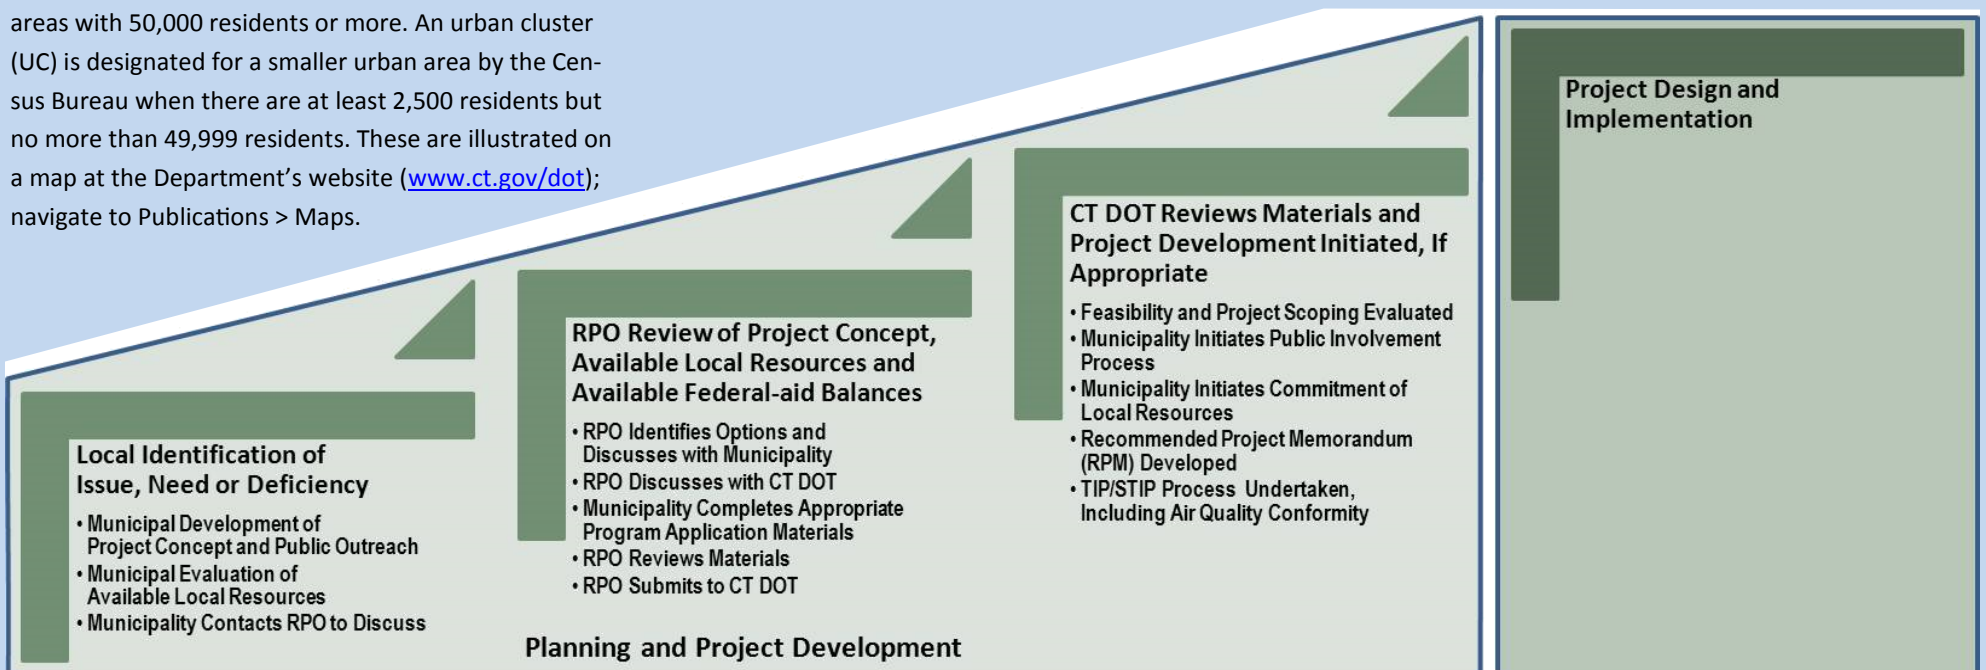 areas with 50,000 residents or more. An urban cluster
(UC) is designated for a smaller urban area by the Cen-
sus Bureau when there are at least 2,500 residents but
no more than 49,999 residents. These are illustrated on
a map at the Department's website (www.ct.gov/dot);
navigate to Publications > Maps.
Local Identification of
Issue, Need or Deficiency
• Municipal Development of
Project Concept and Public Outreach
• Municipal Evaluation of
Available Local Resources
• Municipality Contacts RPO to Discuss
RPO Review of Project Concept,
Available Local Resources and
Available Federal-aid Balances
• RPO Identifies Options and
Discusses with Municipality
• RPO Discusses with CT DOT
• Municipality Completes Appropriate
Program Application Materials
• RPO Reviews Materials
• RPO Submits to CT DOT
CT DOT Reviews Materials and
Project Development Initiated, If
Appropriate
• Feasibility and Project Scoping Evaluated
• Municipality Initiates Public Involvement
Process
• Municipality Initiates Commitment of
Local Resources
• Recommended Project Memorandum
(RPM) Developed
• TIP/STIP Process Undertaken,
Including Air Quality Conformity
Project Design and
Implementation
Planning and Project Development